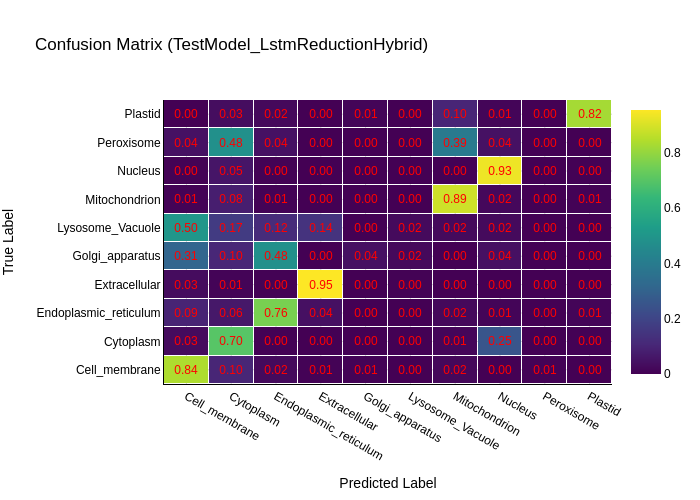 Confusion Matrix (TestModel_LstmReductionHybrid)
Plastid 0.00 0.03 0.02 0.00 0.01 0.00 0.10 0.01 0.00 0.82
Peroxisome 0.04 0.48 0.04 0.00 0.00 0.00 0.39 0.04 0.00 0.00
Nucleus 0.00 0.05 0.00 0.00 0.00 0.00 0.00 0.93 0.00 0.00
Mitochondrion 0.01 0.08 0.01 0.00 0.00 0.00 0.89 0.02 0.00 0.01
Lysosome_Vacuole 0.50 0.17 0.12 0.14 0.00 0.02 0.02 0.02 0.00 0.00
Golgi_apparatus 0.31 0.10 0.48 0.00 0.04 0.02 0.00 0.04 0.00 0.00
Extracellular 0.03 0.01 0.00 0.95 0.00 0.00 0.00 0.00 0.00 0.00
Endoplasmic_reticulum 0.09 0.06 0.76 0.04 0.00 0.00 0.02 0.01 0.00 0.01
Cytoplasm 0.03 0.70 0.00 0.00 0.00 0.00 0.01 0.25 0.00 0.00
Cell_membrane 0.84 0.10 0.02 0.01 0.01 0.00 0.02 0.00 0.01 0.00
Cell_membrane
Cytoplasm
Endoplasmic_reticulum
Extracellular
Golgi_apparatus
Lysosome_Vacuole
Mitochondrion
Nucleus
Peroxisome
Plastid
Predicted Label
True Label
0.8
0.6
0.4
0.2
0